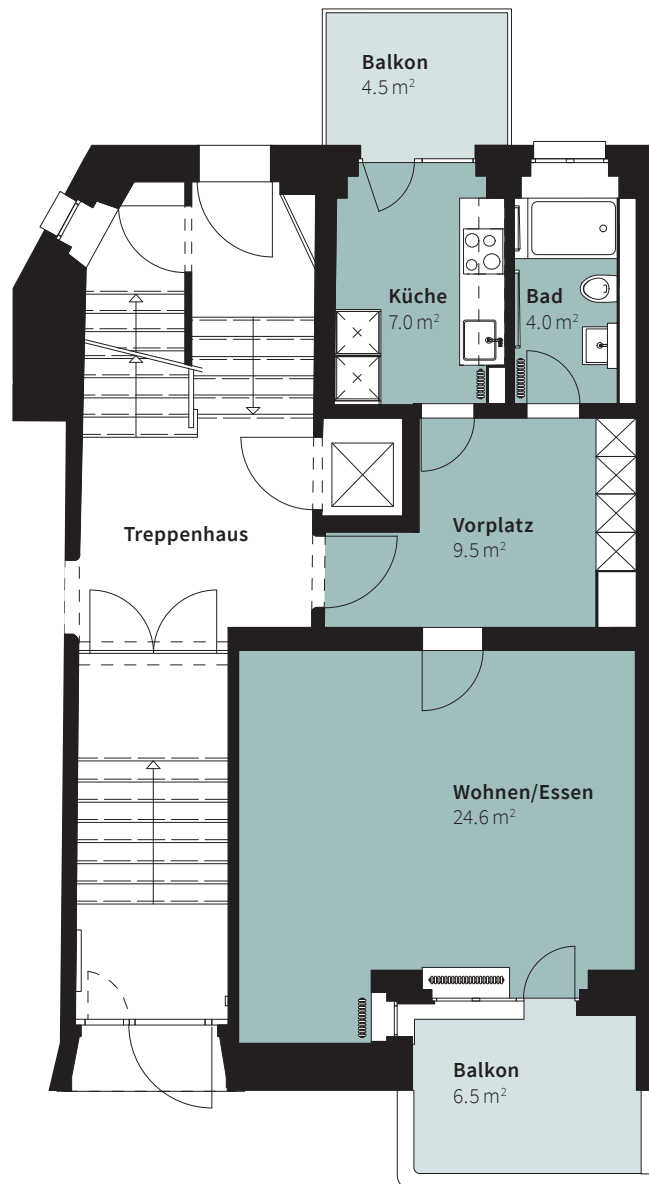 Balkon
4.5 m²
Küche
7.0 m²
Bad
4.0 m²
Treppenhaus
Vorplatz
9.5 m²
Wohnen/Essen
24.6 m²
Balkon
6.5 m²